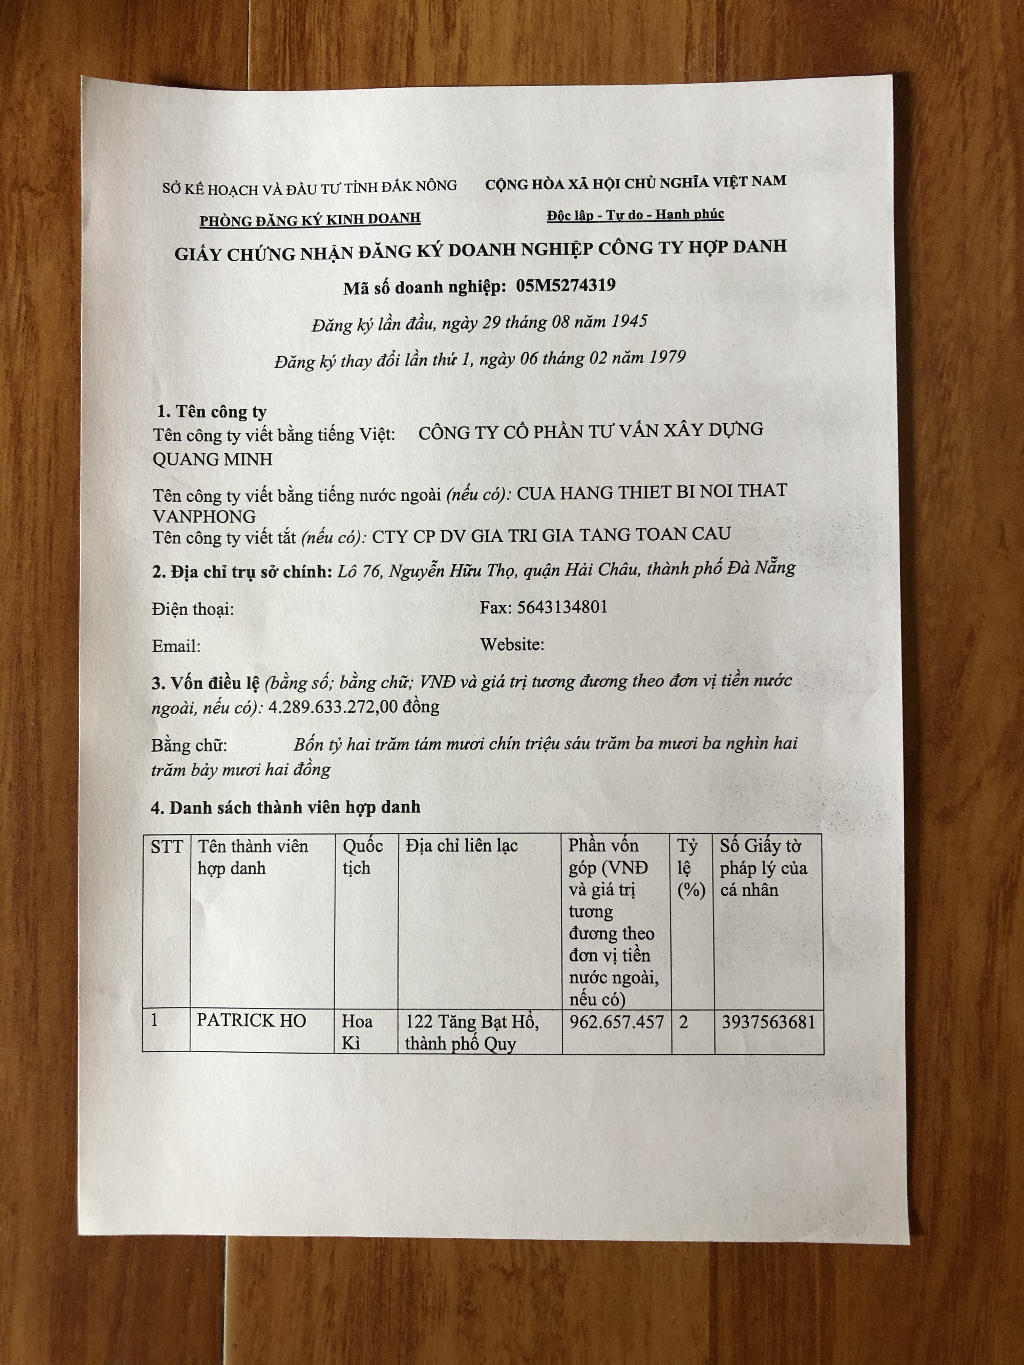 SỞ KẾ HOẠCH VÀ ĐẦU TƯ TỈNH ĐẮK NÔNG
CỘNG HÒA XÃ HỘI CHỦ NGHĨA VIỆT NAM
PHÒNG ĐĂNG KÝ KINH DOANH
Độc lập - Tự do - Hạnh phúc
GIẤY CHỨNG NHẬN ĐĂNG KÝ DOANH NGHIỆP CÔNG TY HỢP DANH
Mã số doanh nghiệp: 05M5274319
Đăng ký lần đầu, ngày 29 tháng 08 năm 1945
Đăng ký thay đổi lần thứ 1, ngày 06 tháng 02 năm 1979
1. Tên công ty
Tên công ty viết bằng tiếng Việt: CÔNG TY CỔ PHẦN TƯ VẤN XÂY DỰNG
QUANG MINH
Tên công ty viết bằng tiếng nước ngoài (nếu có): CUA HANG THIET BI NOI THAT
VANPHONG
Tên công ty viết tắt (nếu có): CTY CP DV GIA TRI GIA TANG TOAN CAU
2. Địa chỉ trụ sở chính: Lô 76, Nguyễn Hữu Thọ, quận Hải Châu, thành phố Đà Nẵng
Điện thoại: Fax: 5643134801
Email: Website:
3. Vốn điều lệ (bằng số; bằng chữ; VNĐ và giá trị tương đương theo đơn vị tiền nước
ngoài, nếu có): 4.289.633.272,00 đồng
Bằng chữ: Bốn tỷ hai trăm tám mươi chín triệu sáu trăm ba mươi ba nghìn hai
trăm bảy mươi hai đồng
4. Danh sách thành viên hợp danh
STT
Tên thành viên
hợp danh
Quốc
tịch
Địa chỉ liên lạc
Phần vốn
góp (VNĐ
và giá trị
tương
đương theo
đơn vị tiền
nước ngoài,
nếu có)
Tỷ
lệ
(%)
Số Giấy tờ
pháp lý của
cá nhân
1
PATRICK HO
Hoa
Kì
122 Tăng Bạt Hổ,
thành phố Quy
962.657.457
2
3937563681